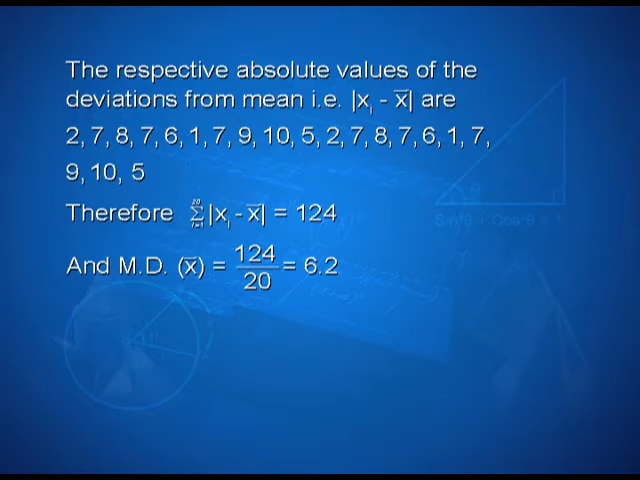 The respective absolute values of the
deviations from mean i.e. |xᵢ - x̄| are
2, 7, 8, 7, 6, 1, 7, 9, 10, 5, 2, 7, 8, 7, 6, 1, 7,
9, 10, 5
Therefore ∑_{i=1}^{20} |xᵢ - x̄| = 124
And M.D. (x̄) = 124/20 = 6.2